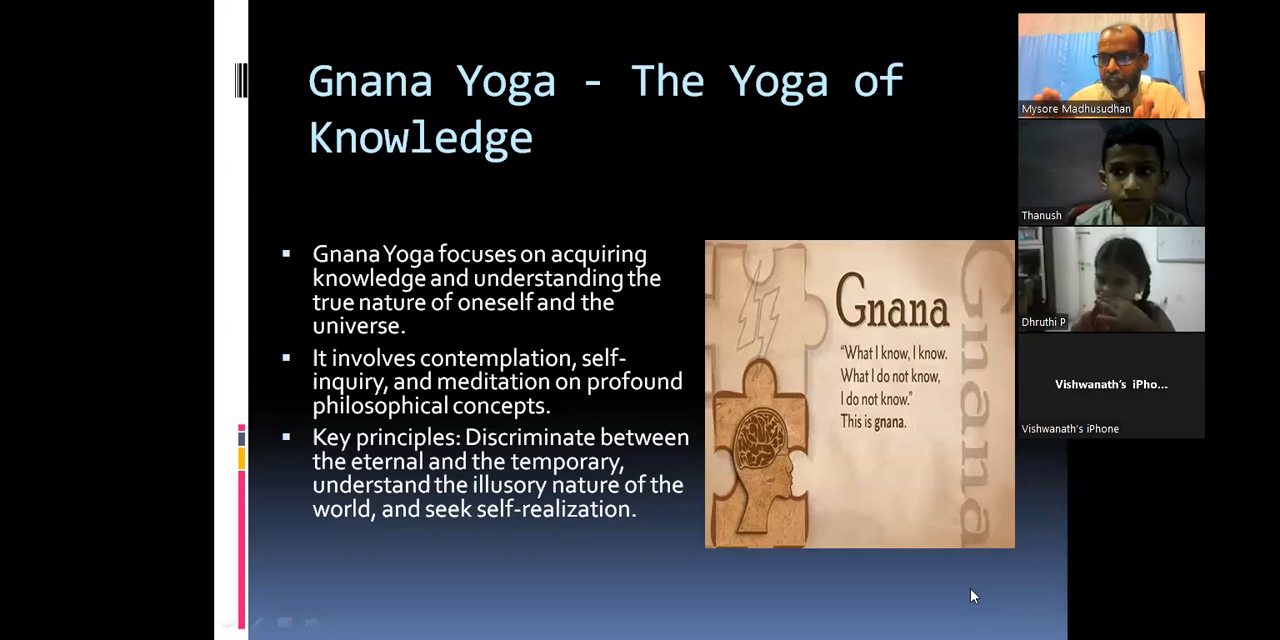 Gnana Yoga - The Yoga of
Knowledge
Gnana Yoga focuses on acquiring
knowledge and understanding the
true nature of oneself and the
universe.
It involves contemplation, self-
inquiry, and meditation on profound
philosophical concepts.
Key principles: Discriminate between
the eternal and the temporary,
understand the illusory nature of the
world, and seek self-realization.
Gnana
"What I know, I know.
What I do not know,
I do not know."
This is gnana.
Gnana
Mysore Madhusudhan
Thanush
Dhruthi P
Vishwanath's iPho...
Vishwanath's iPhone